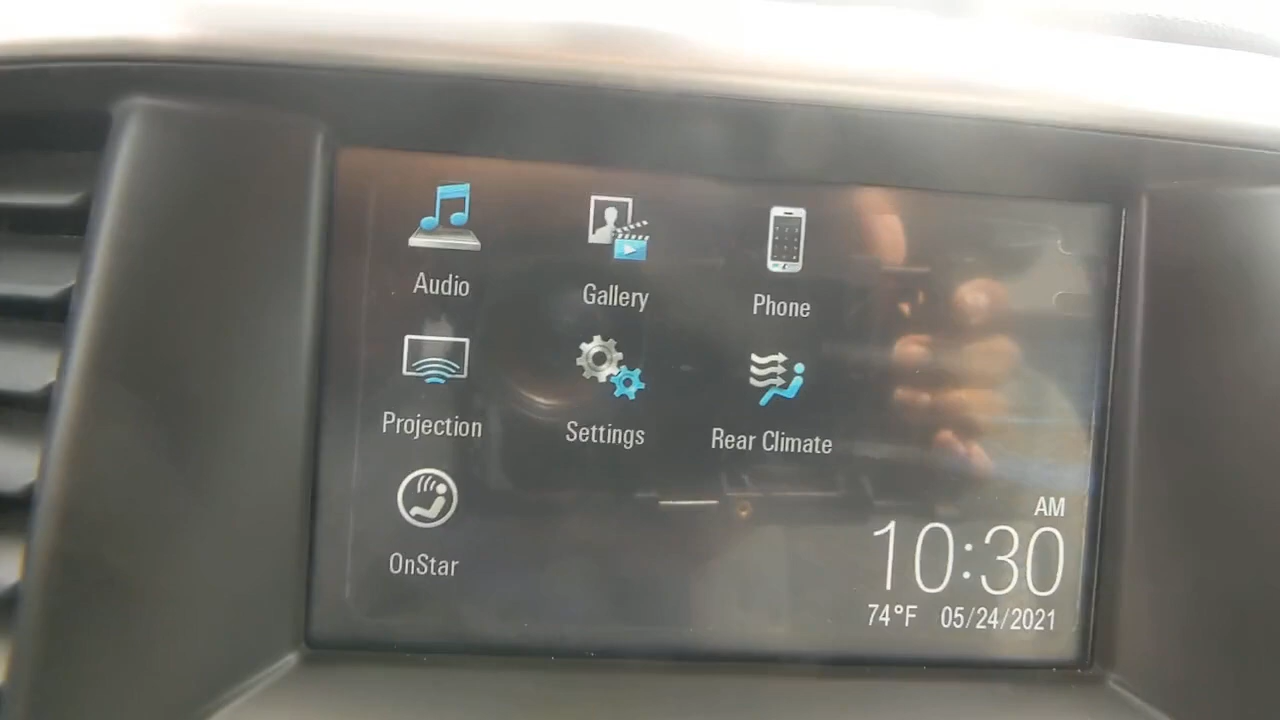 Audio
Gallery
Phone
Projection
Settings
Rear Climate
OnStar
AM
10:30
74°F 05/24/2021